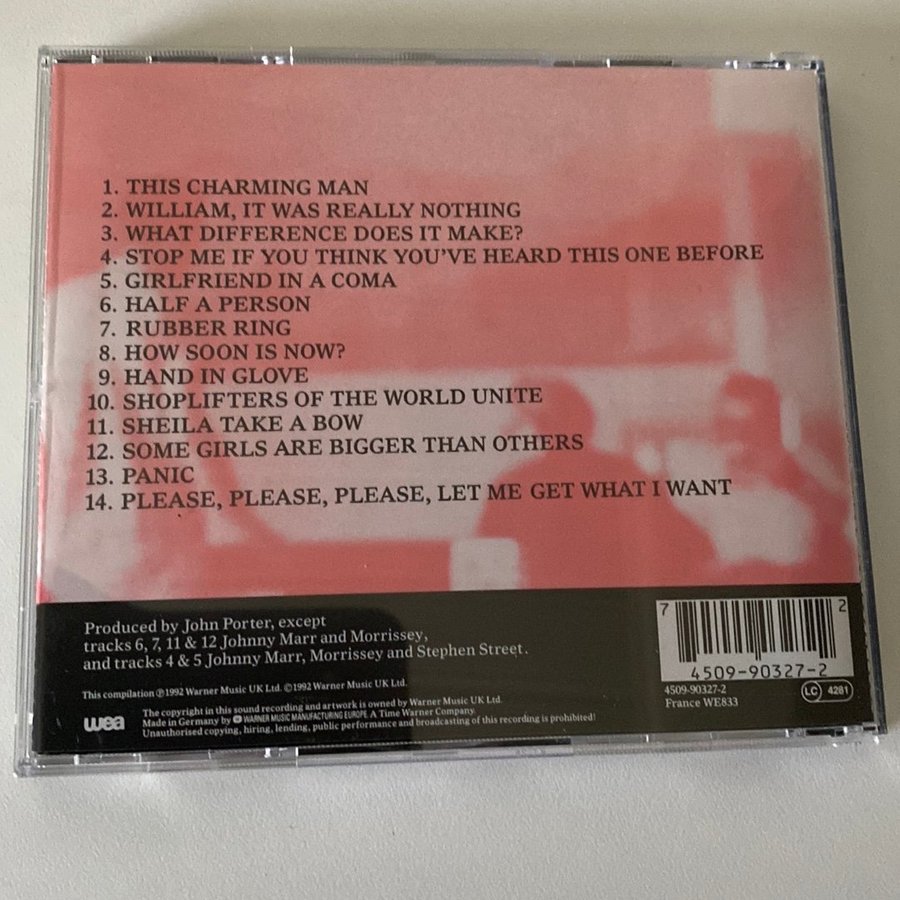 1. THIS CHARMING MAN
2. WILLIAM, IT WAS REALLY NOTHING
3. WHAT DIFFERENCE DOES IT MAKE?
4. STOP ME IF YOU THINK YOU'VE HEARD THIS ONE BEFORE
5. GIRLFRIEND IN A COMA
6. HALF A PERSON
7. RUBBER RING
8. HOW SOON IS NOW?
9. HAND IN GLOVE
10. SHOPLIFTERS OF THE WORLD UNITE
11. SHEILA TAKE A BOW
12. SOME GIRLS ARE BIGGER THAN OTHERS
13. PANIC
14. PLEASE, PLEASE, PLEASE, LET ME GET WHAT I WANT
Produced by John Porter, except
tracks 6, 7, 11 & 12 Johnny Marr and Morrissey,
and tracks 4 & 5 Johnny Marr, Morrissey and Stephen Street.
This compilation ℗1992 Warner Music UK Ltd. ©1992 Warner Music UK Ltd.
wea
The copyright in this sound recording and artwork is owned by Warner Music UK Ltd.
Made in Germany by WARNER MUSIC MANUFACTURING EUROPE. A Time Warner Company.
Unauthorised copying, hiring, lending, public performance and broadcasting of this recording is prohibited!
7 2
4509-90327-2
4509-90327-2
France WE833
LC 4281